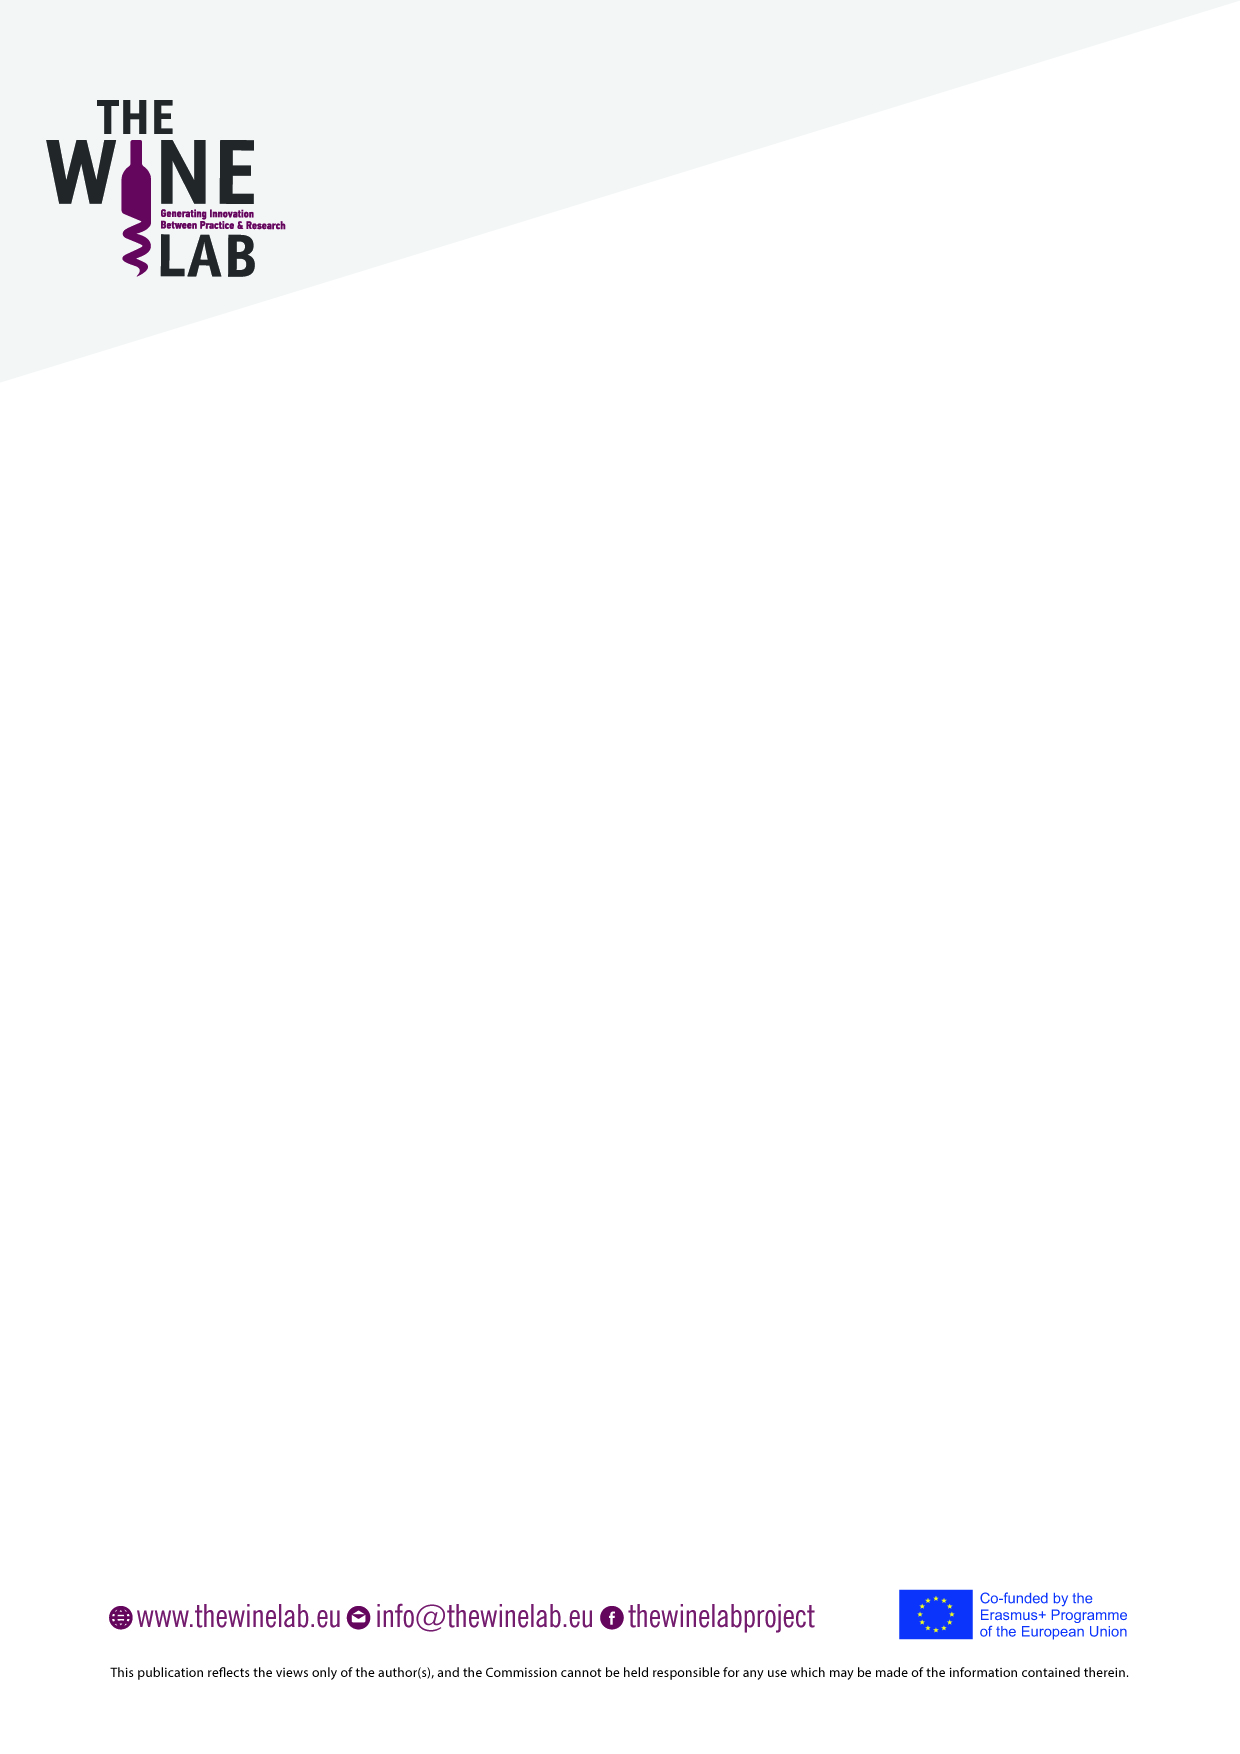 THE
WINE
Generating Innovation
Between Practice & Research
LAB
www.thewinelab.eu info@thewinelab.eu thewinelabproject
Co-funded by the
Erasmus+ Programme
of the European Union
This publication reflects the views only of the author(s), and the Commission cannot be held responsible for any use which may be made of the information contained therein.